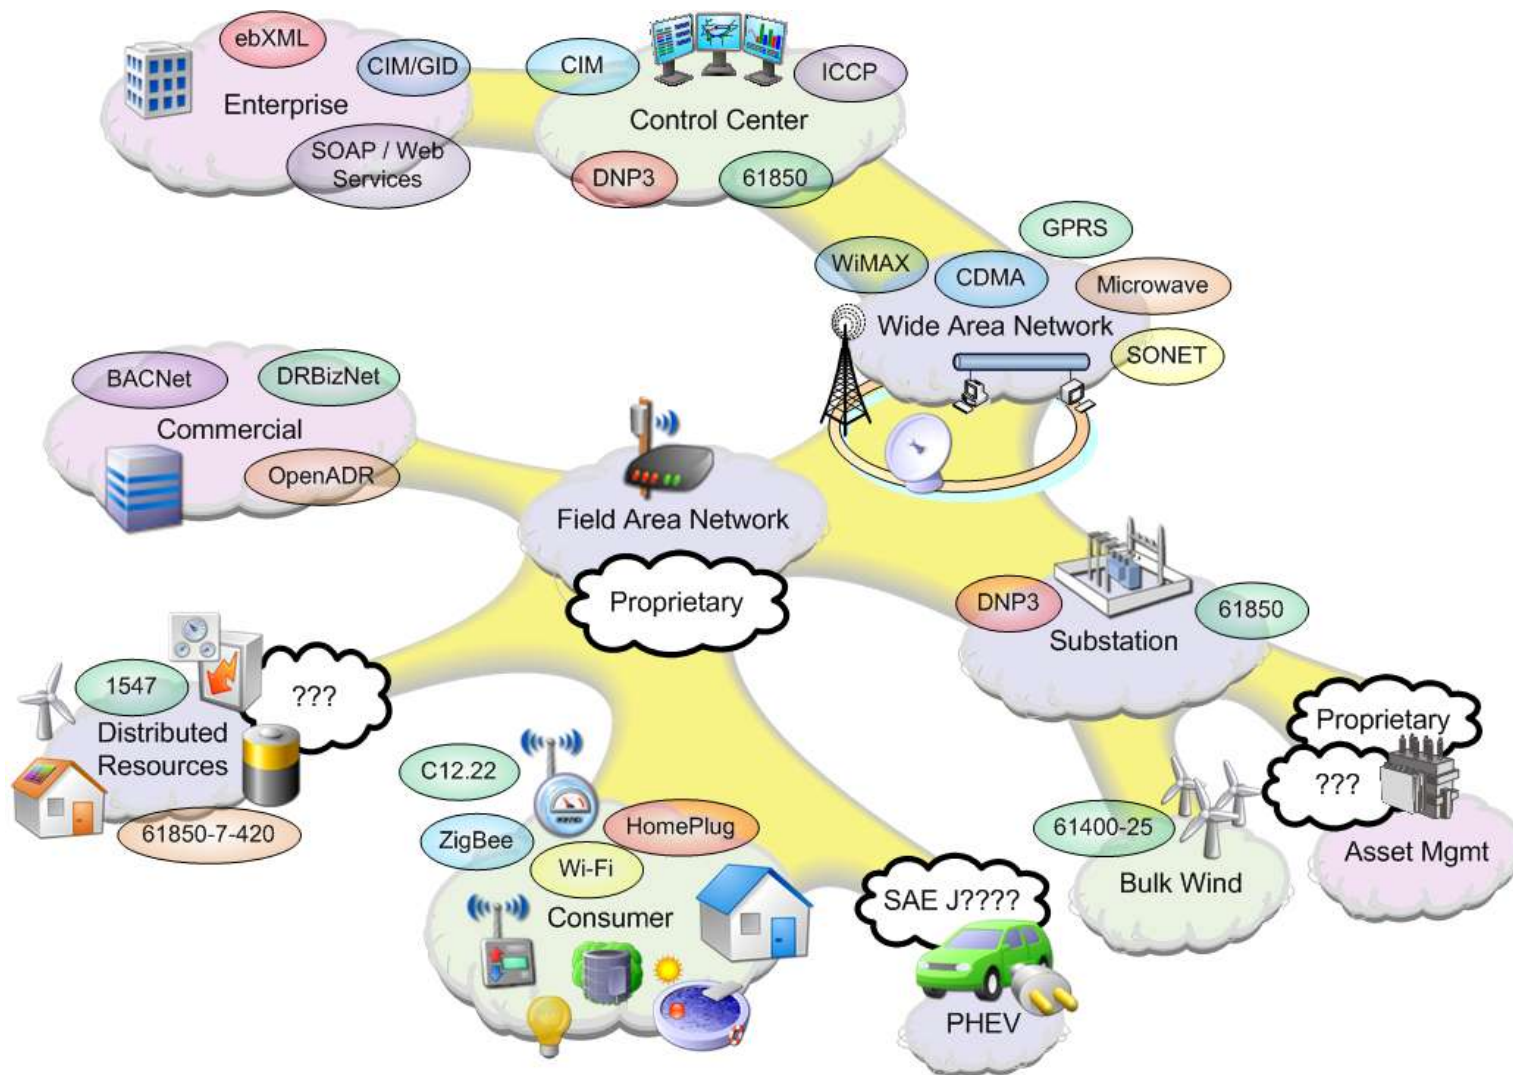 ebXML
CIM/GID
Enterprise
SOAP / Web
Services
CIM
ICCP
Control Center
DNP3
61850
GPRS
WiMAX
CDMA
Microwave
Wide Area Network
SONET
BACNet
DRBizNet
Commercial
OpenADR
Field Area Network
Proprietary
DNP3
61850
Substation
1547
???
Distributed
Resources
61850-7-420
C12.22
ZigBee
HomePlug
Wi-Fi
Consumer
SAE J????
PHEV
61400-25
Bulk Wind
Proprietary
???
Asset Mgmt